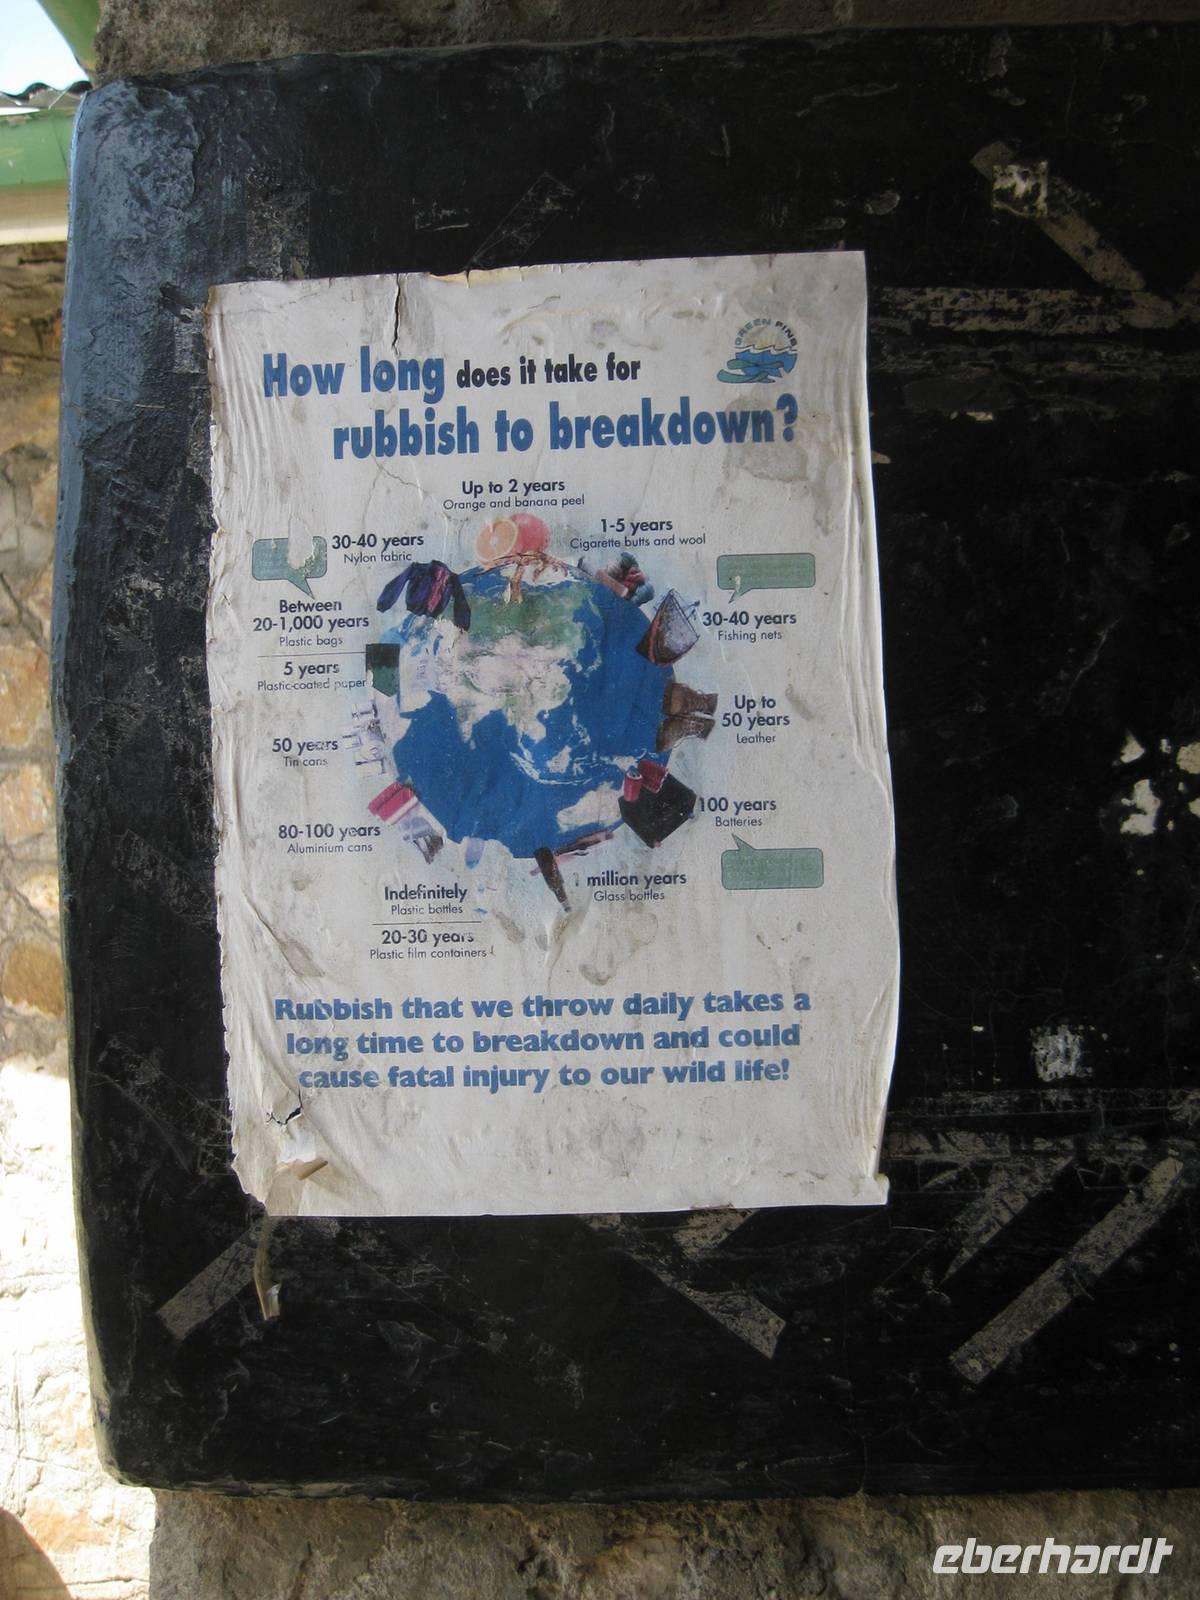 GREEN FINS
How long does it take for
rubbish to breakdown?
Up to 2 years
Orange and banana peel
1-5 years
Cigarette butts and wool
30-40 years
Fishing nets
Up to
50 years
Leather
100 years
Batteries
1 million years
Glass bottles
Indefinitely
Plastic bottles
20-30 years
Plastic film containers
80-100 years
Aluminium cans
50 years
Tin cans
5 years
Plastic-coated paper
Between
20-1,000 years
Plastic bags
30-40 years
Nylon fabric
Rubbish that we throw daily takes a
long time to breakdown and could
cause fatal injury to our wild life!
eberhardt